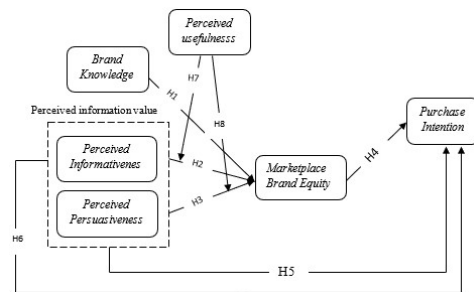 Perceived
usefulnesss
Brand
Knowledge
H7
H1
H8
Perceived information value
Purchase
Intention
Perceived
Informativenes
H2
Marketplace
Brand Equity
H4
Perceived
Persuasiveness
H3
H6
H5